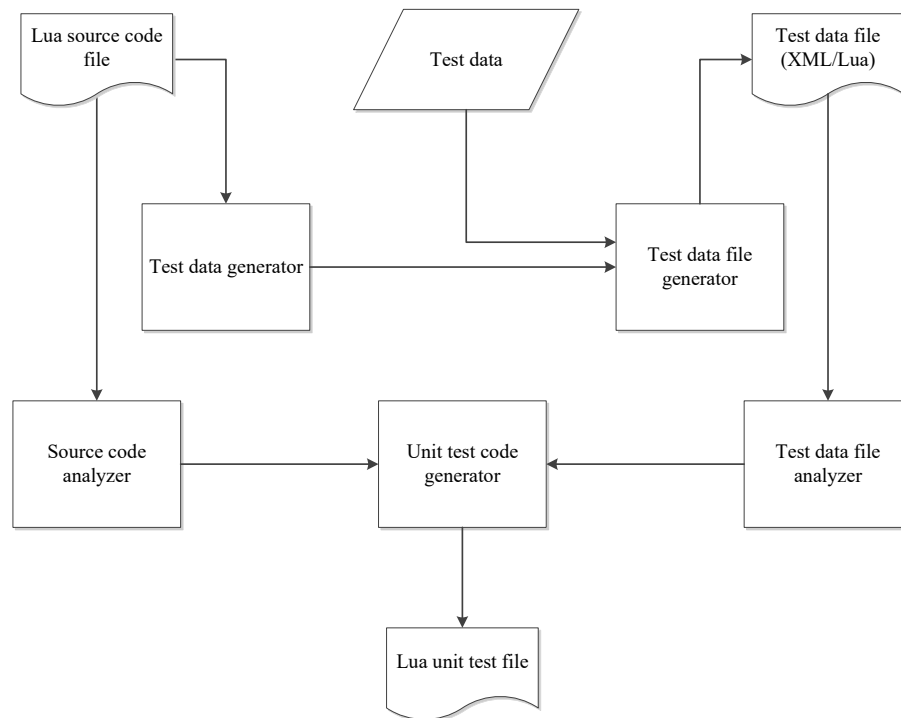 Lua source code
file
Test data
Test data file
(XML/Lua)
Test data generator
Test data file
generator
Source code
analyzer
Unit test code
generator
Test data file
analyzer
Lua unit test file